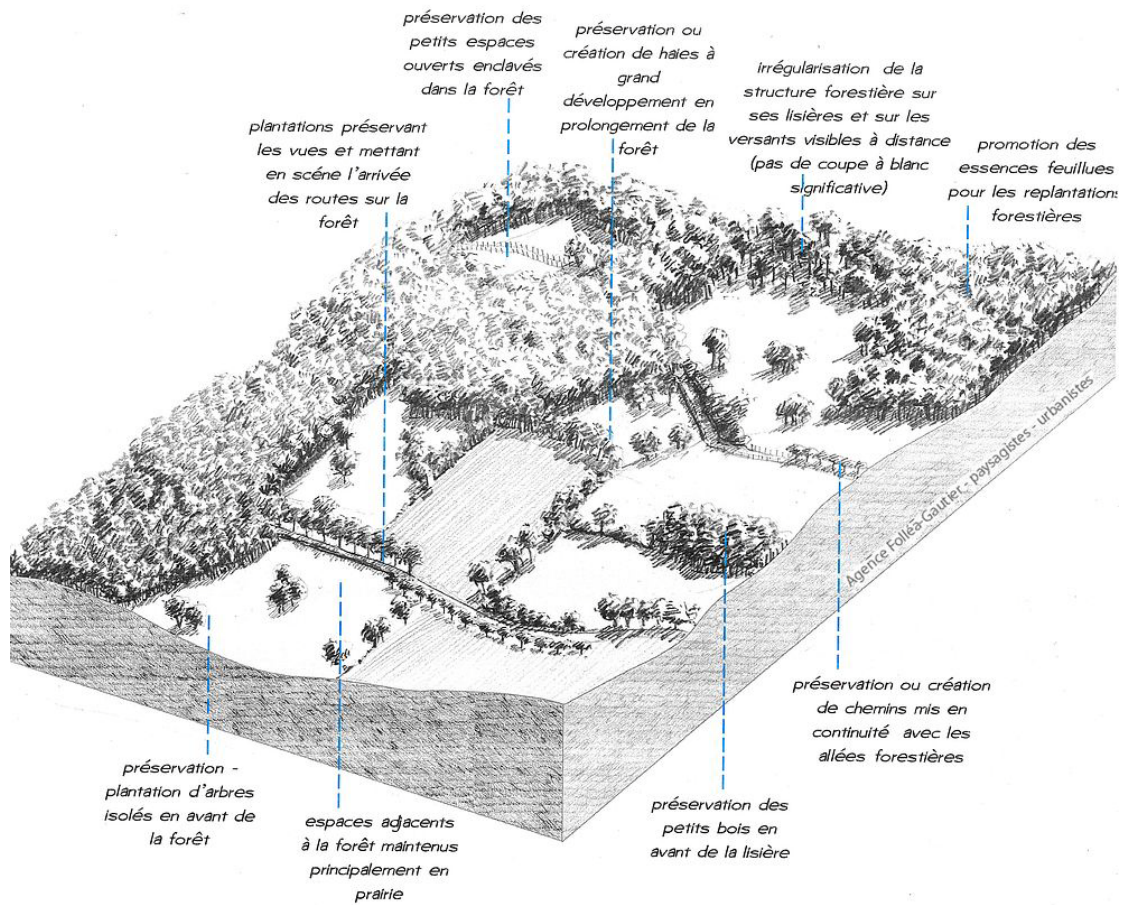 préservation des
petits espaces
ouverts enclavés
dans la forêt
préservation ou
création de haies à
grand
développement en
prolongement de la
forêt
irrégularisation de la
structure forestière sur
ses lisières et sur les
versants visibles à distance
(pas de coupe à blanc
significative)
promotion des
essences feuillues
pour les replantations
forestières
plantations préservant
les vues et mettant
en scéne l'arrivée
des routes sur la
forêt
Agence Folléa-Gautier - paysagistes - urbanistes
préservation ou création
de chemins mis en
continuité avec les
allées forestières
préservation -
plantation d'arbres
isolés en avant de
la forêt
espaces adjacents
à la forêt maintenus
principalement en
prairie
préservation des
petits bois en
avant de la lisière